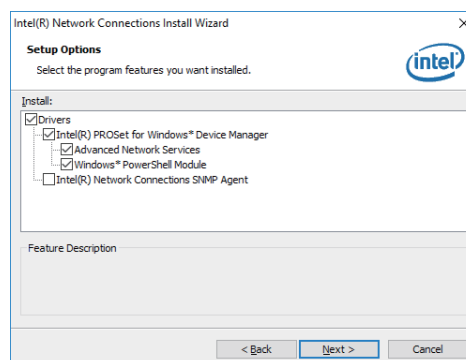 Intel(R) Network Connections Install Wizard
Setup Options
Select the program features you want installed.
intel
Install:
Drivers
Intel(R) PROSet for Windows* Device Manager
Advanced Network Services
Windows* PowerShell Module
Intel(R) Network Connections SNMP Agent
Feature Description
< Back
Next >
Cancel